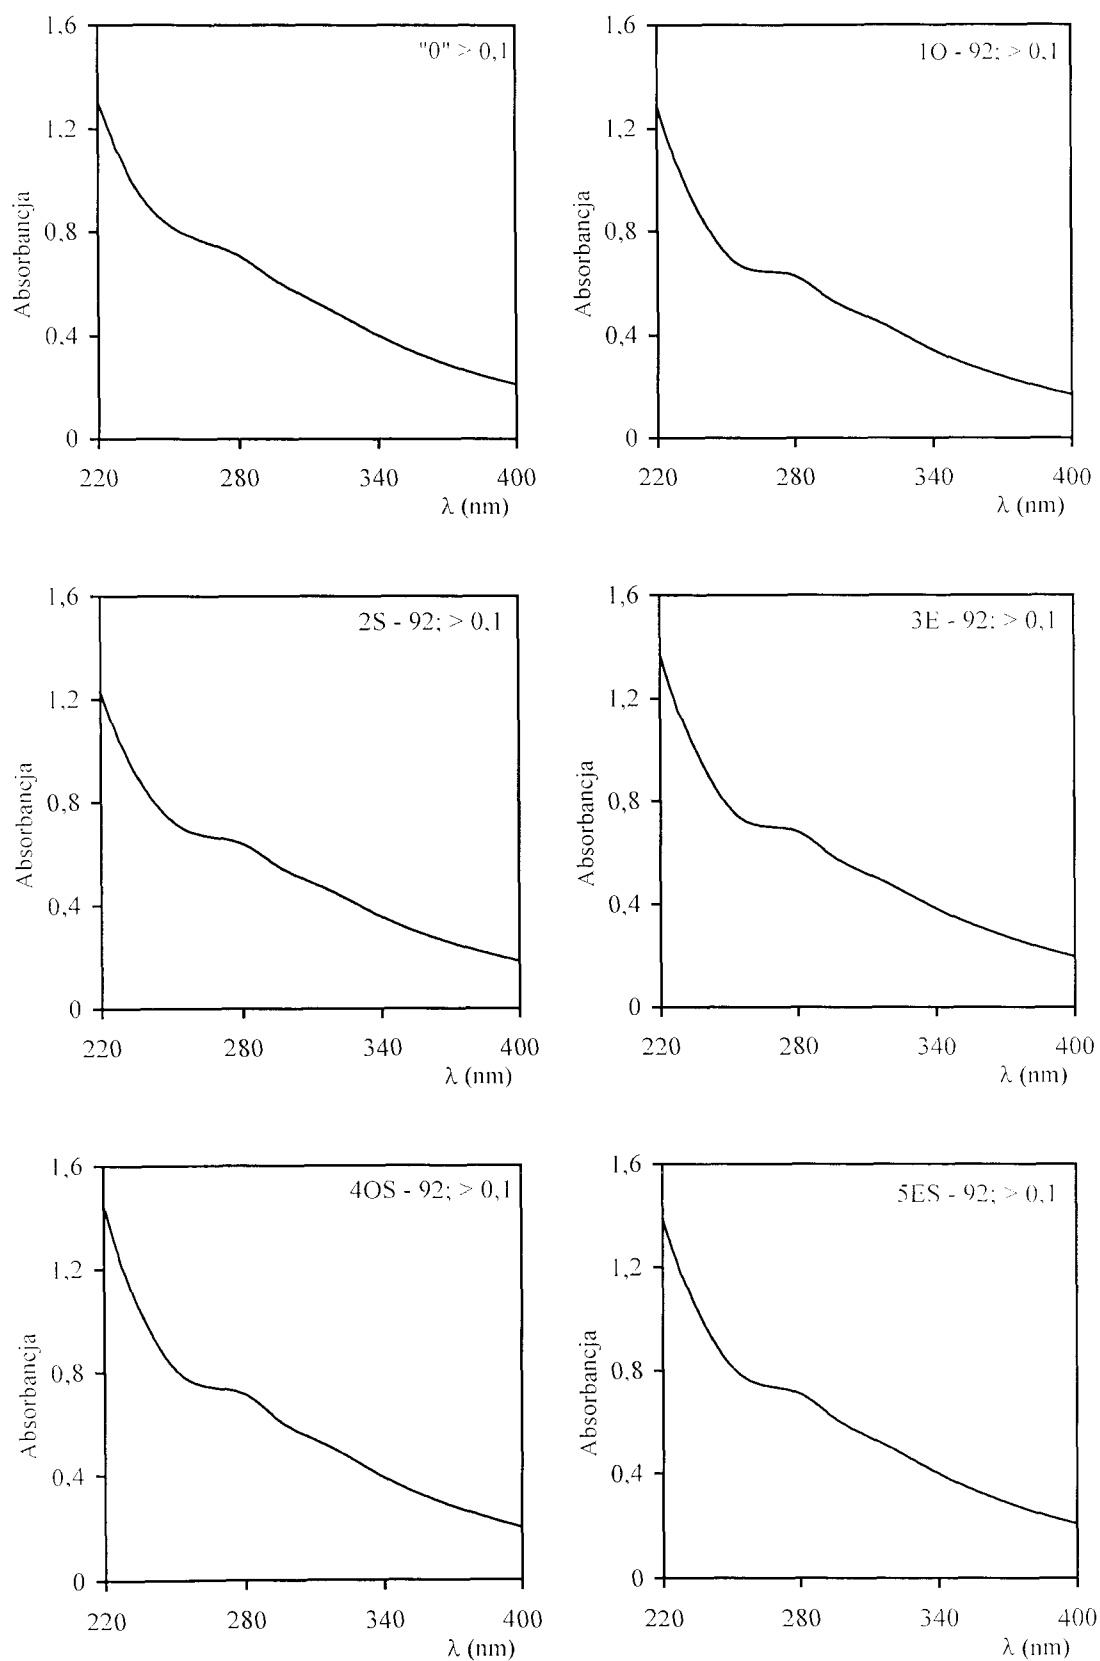 1,6
"0" > 0,1
1,2
0,8
0,4
0
Absorbancja
220 280 340 400
λ (nm)
1,6
1O - 92; > 0,1
1,2
0,8
0,4
0
Absorbancja
220 280 340 400
λ (nm)
1,6
2S - 92; > 0,1
1,2
0,8
0,4
0
Absorbancja
220 280 340 400
λ (nm)
1,6
3E - 92; > 0,1
1,2
0,8
0,4
0
Absorbancja
220 280 340 400
λ (nm)
1,6
4OS - 92; > 0,1
1,2
0,8
0,4
0
Absorbancja
220 280 340 400
λ (nm)
1,6
5ES - 92; > 0,1
1,2
0,8
0,4
0
Absorbancja
220 280 340 400
λ (nm)